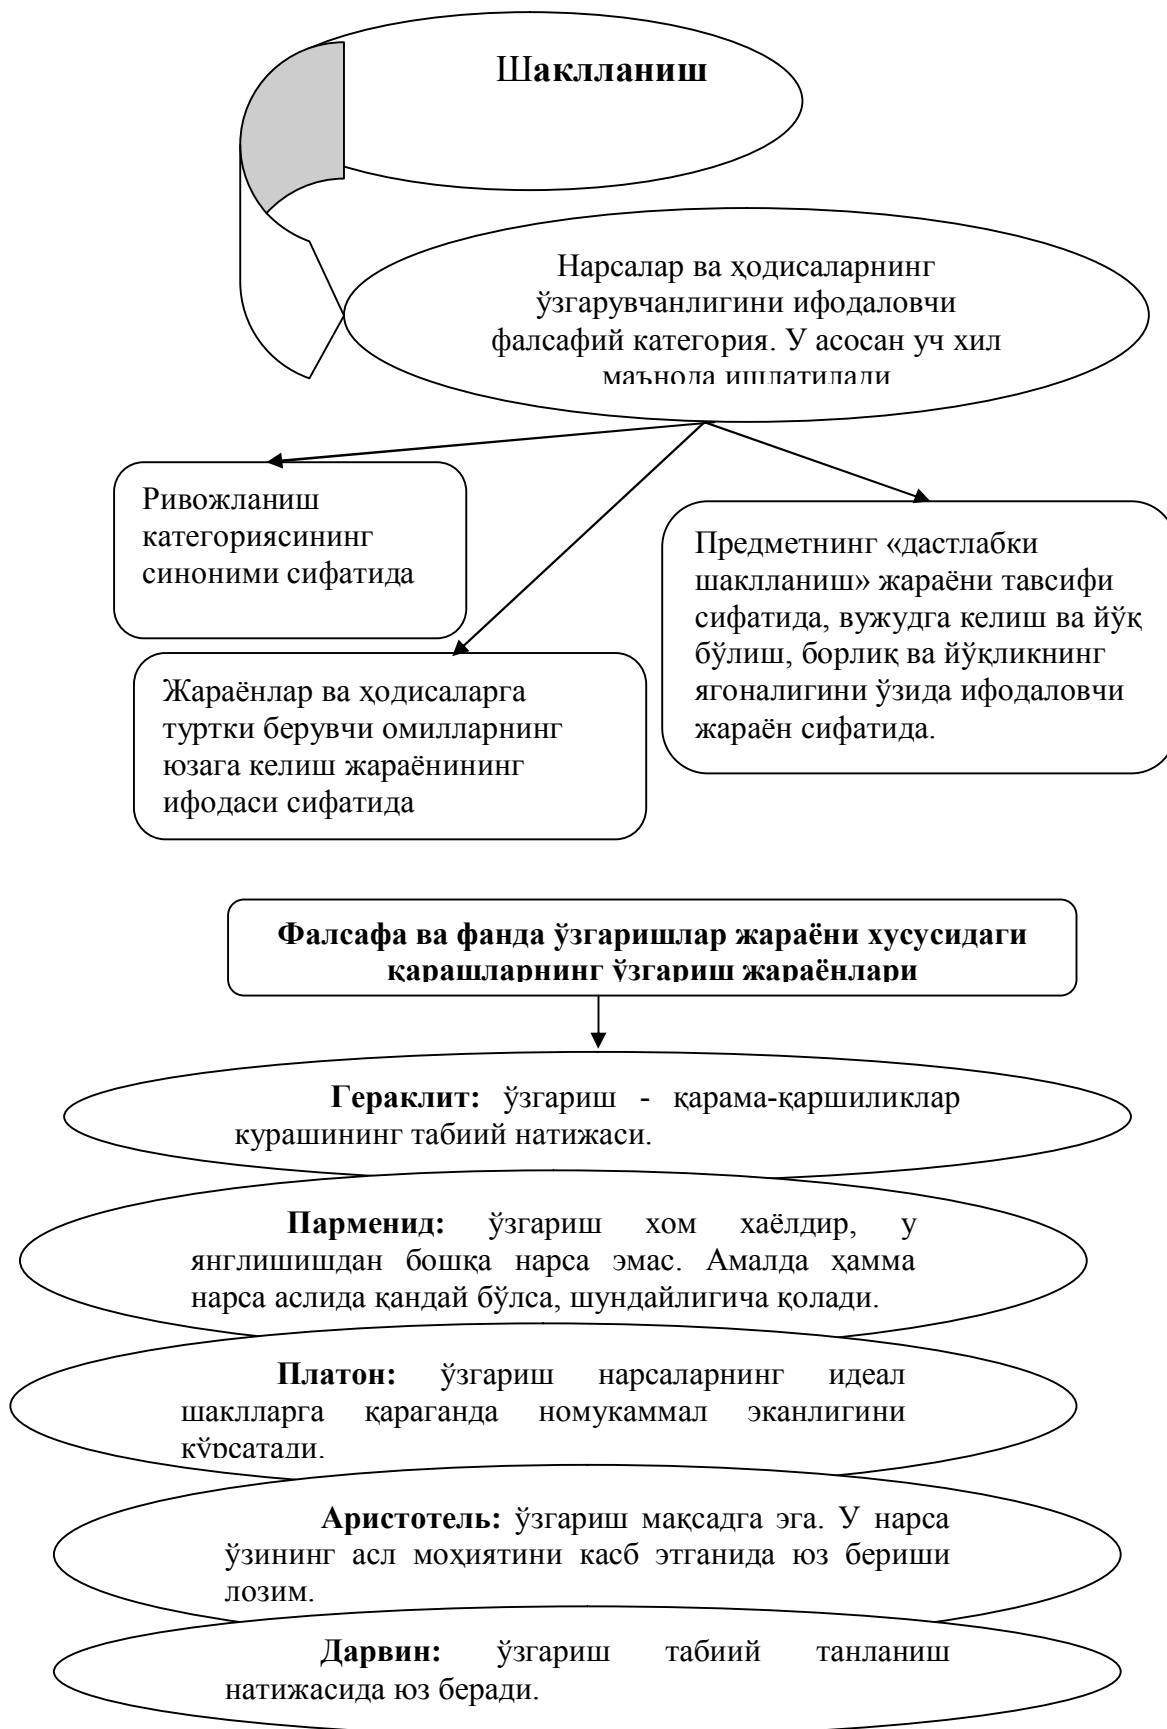 Шаклланиш
Нарсалар ва ҳодисаларнинг
ўзгарувчанлигини ифодаловчи
фалсафий категория. У асосан уч хил
маънода ишлатилади
Ривожланиш
категориясининг
синоними сифатида
Предметнинг «дастлабки
шаклланиш» жараёни тавсифи
сифатида, вужудга келиш ва йўқ
бўлиш, борлиқ ва йўқликнинг
ягоналигини ўзида ифодаловчи
жараён сифатида.
Жараёнлар ва ҳодисаларга
туртки берувчи омилларнинг
юзага келиш жараёнининг
ифодаси сифатида
Фалсафа ва фанда ўзгаришлар жараёни хусусидаги
қарашларнинг ўзгариш жараёнлари
Гераклит: ўзгариш - қарама-қаршиликлар
курашининг табиий натижаси.
Парменид: ўзгариш хом хаёлдир, у
янглишишдан бошқа нарса эмас. Амалда ҳамма
нарса аслида қандай бўлса, шундайлигича қолади.
Платон: ўзгариш нарсаларнинг идеал
шаклларга қараганда номукаммал эканлигини
кўрсатади.
Аристотель: ўзгариш мақсадга эга. У нарса
ўзининг асл моҳиятини касб этганида юз бериши
лозим.
Дарвин: ўзгариш табиий танланиш
натижасида юз беради.